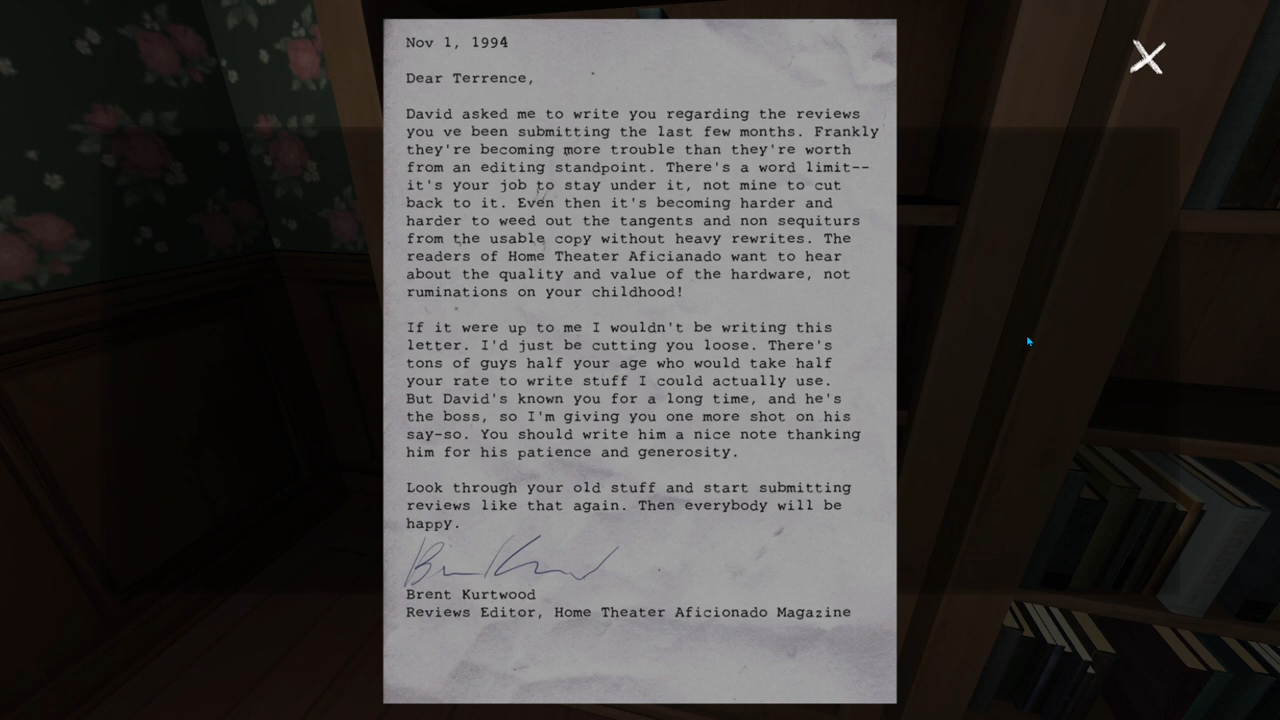 Nov 1, 1994
Dear Terrence,
David asked me to write you regarding the reviews
you ve been submitting the last few months. Frankly
they're becoming more trouble than they're worth
from an editing standpoint. There's a word limit--
it's your job to stay under it, not mine to cut
back to it. Even then it's becoming harder and
harder to weed out the tangents and non sequiturs
from the usable copy without heavy rewrites. The
readers of Home Theater Aficianado want to hear
about the quality and value of the hardware, not
ruminations on your childhood!
If it were up to me I wouldn't be writing this
letter. I'd just be cutting you loose. There's
tons of guys half your age who would take half
your rate to write stuff I could actually use.
But David's known you for a long time, and he's
the boss, so I'm giving you one more shot on his
say-so. You should write him a nice note thanking
him for his patience and generosity.
Look through your old stuff and start submitting
reviews like that again. Then everybody will be
happy.
Brent Kurtwood
Reviews Editor, Home Theater Aficionado Magazine